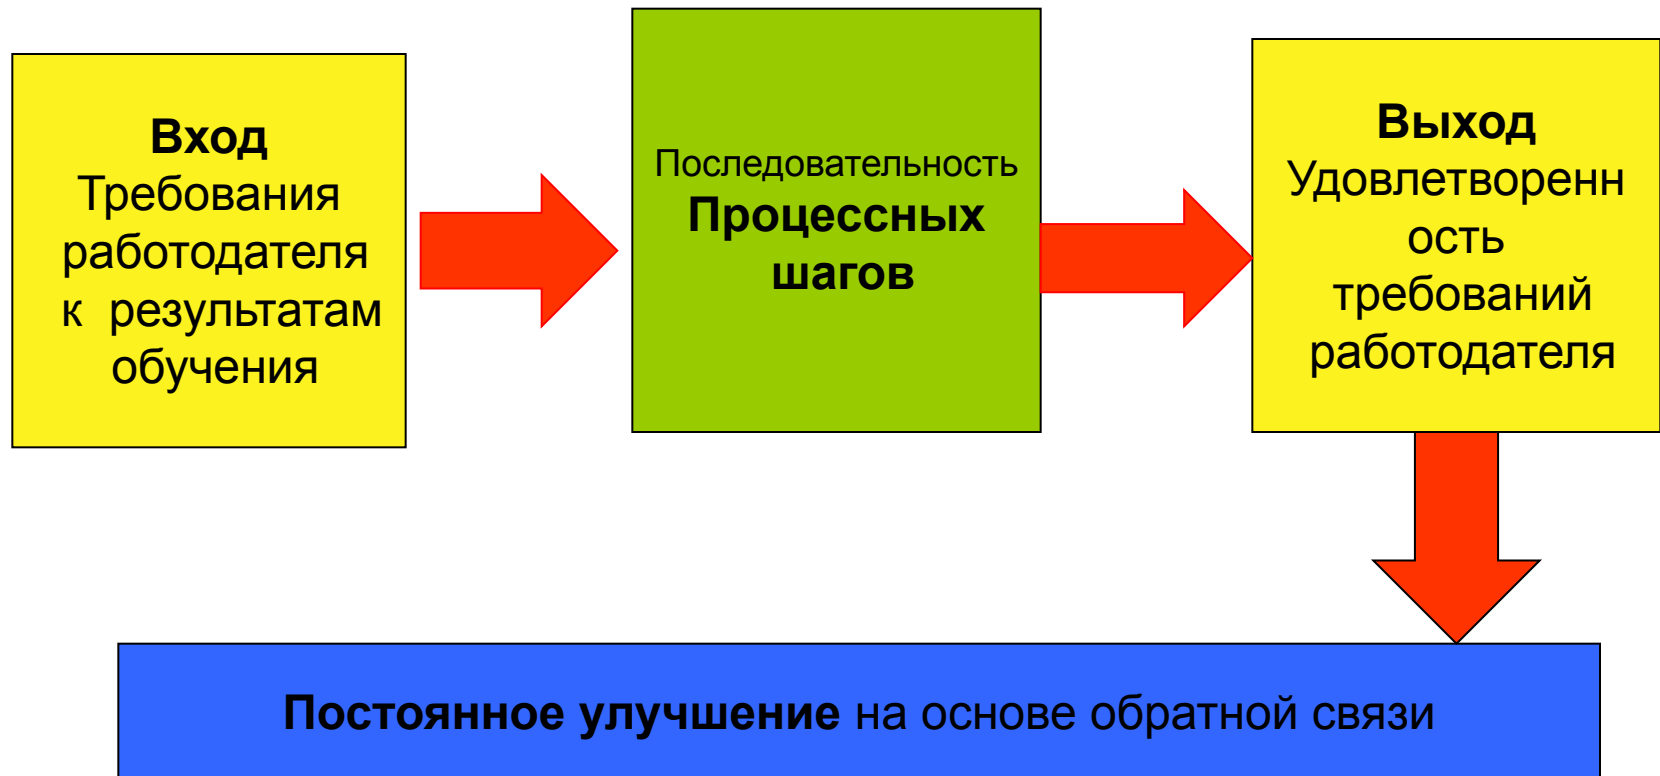 Вход
Требования
работодателя
к результатам
обучения
Последовательность
Процессных
шагов
Выход
Удовлетворенн
ость
требований
работодателя
Постоянное улучшение на основе обратной связи